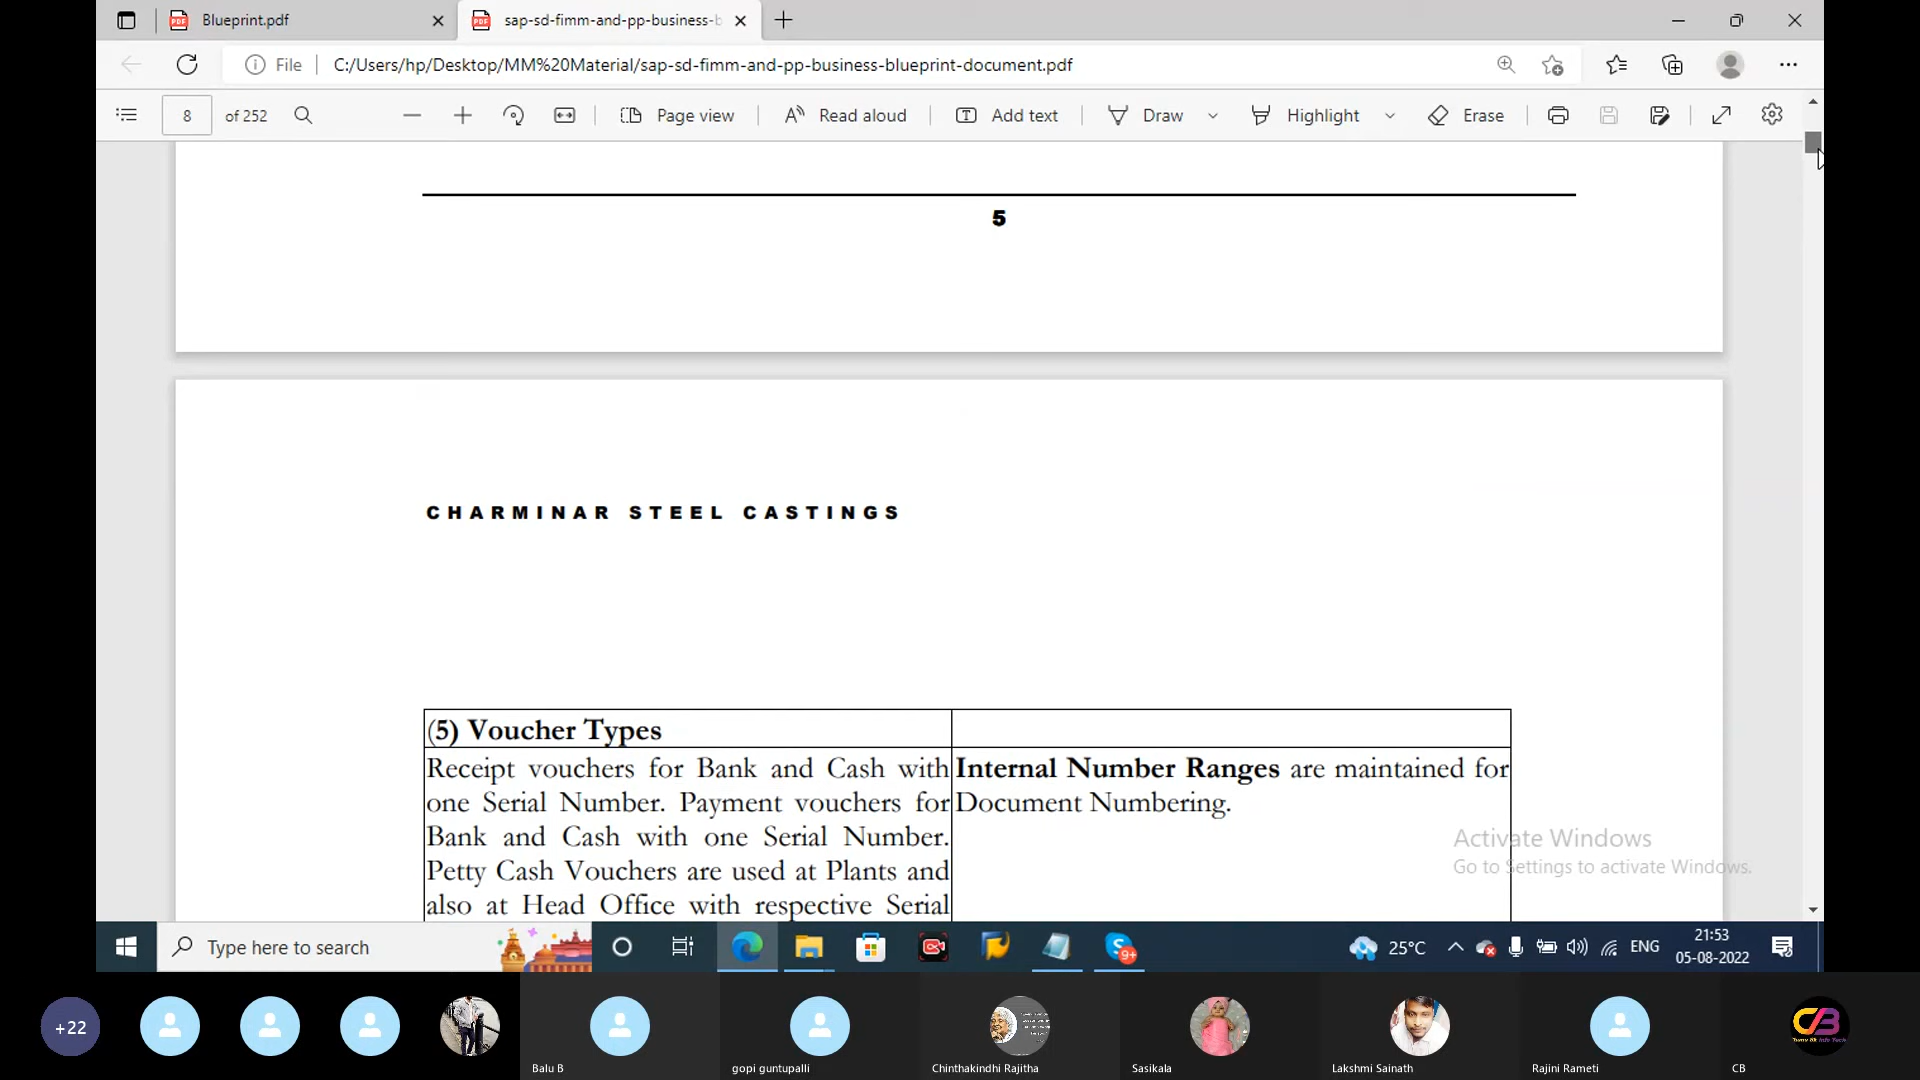 Blueprint.pdf
sap-sd-fimm-and-pp-business-b
File
C:/Users/hp/Desktop/MM%20Material/sap-sd-fimm-and-pp-business-blueprint-document.pdf
8 of 252
Page view
Read aloud
Add text
Draw
Highlight
Erase
5
CHARMINAR STEEL CASTINGS
(5) Voucher Types
Receipt vouchers for Bank and Cash with
one Serial Number. Payment vouchers for
Bank and Cash with one Serial Number.
Petty Cash Vouchers are used at Plants and
also at Head Office with respective Serial
Internal Number Ranges are maintained for
Document Numbering.
Activate Windows
Go to Settings to activate Windows.
Type here to search
9+
25°C
ENG
21:53
05-08-2022
+22
Balu B
gopi guntupalli
Chinthakindhi Rajitha
Sasikala
Lakshmi Sainath
Rajini Rameti
CB